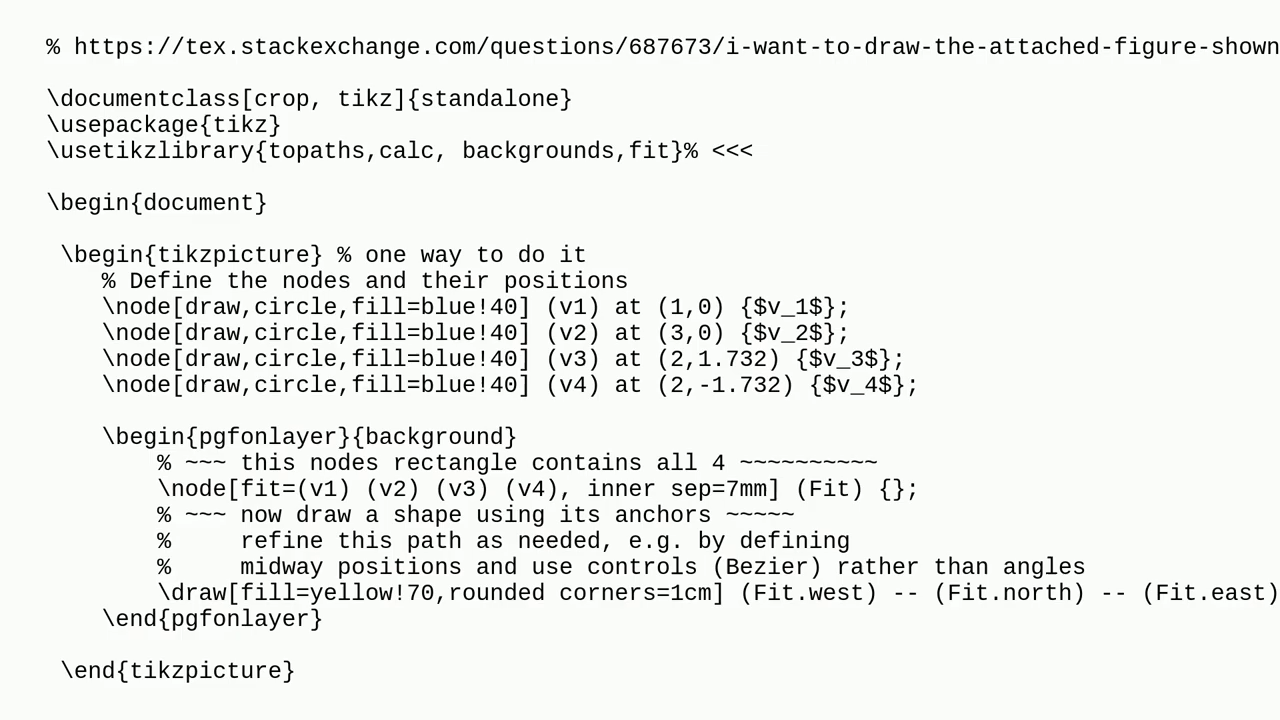 % https://tex.stackexchange.com/questions/687673/i-want-to-draw-the-attached-figure-shown
\documentclass[crop, tikz]{standalone}
\usepackage{tikz}
\usetikzlibrary{topaths,calc, backgrounds,fit}% <<<
\begin{document}
\begin{tikzpicture} % one way to do it
% Define the nodes and their positions
\node[draw,circle,fill=blue!40] (v1) at (1,0) {$v_1$};
\node[draw,circle,fill=blue!40] (v2) at (3,0) {$v_2$};
\node[draw,circle,fill=blue!40] (v3) at (2,1.732) {$v_3$};
\node[draw,circle,fill=blue!40] (v4) at (2,-1.732) {$v_4$};
\begin{pgfonlayer}{background}
% ~~~ this nodes rectangle contains all 4 ~~~~~~~~~~
\node[fit=(v1) (v2) (v3) (v4), inner sep=7mm] (Fit) {};
% ~~~ now draw a shape using its anchors ~~~~~
%     refine this path as needed, e.g. by defining
%     midway positions and use controls (Bezier) rather than angles
\draw[fill=yellow!70,rounded corners=1cm] (Fit.west) -- (Fit.north) -- (Fit.east)
\end{pgfonlayer}
\end{tikzpicture}